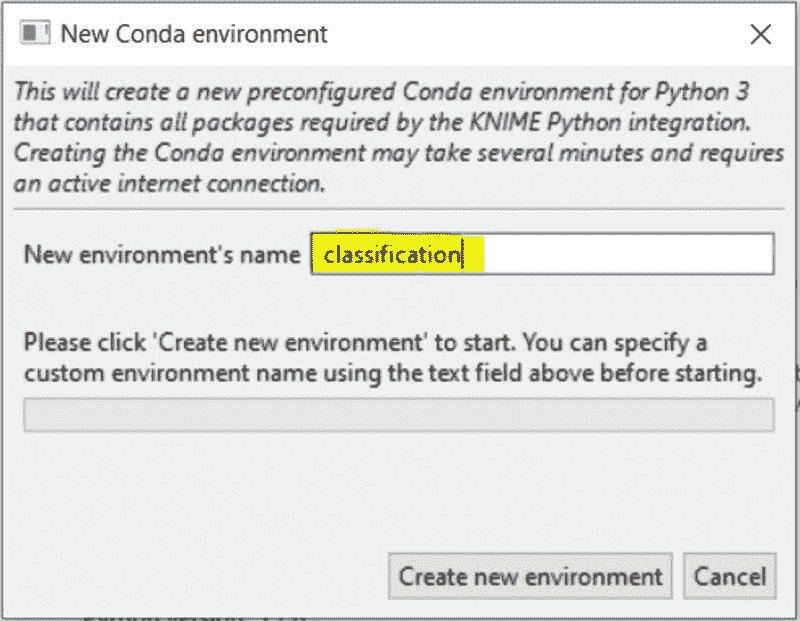 New Conda environment
This will create a new preconfigured Conda environment for Python 3
that contains all packages required by the KNIME Python integration.
Creating the Conda environment may take several minutes and requires
an active internet connection.
New environment's name classification
Please click 'Create new environment' to start. You can specify a
custom environment name using the text field above before starting.
Create new environment Cancel